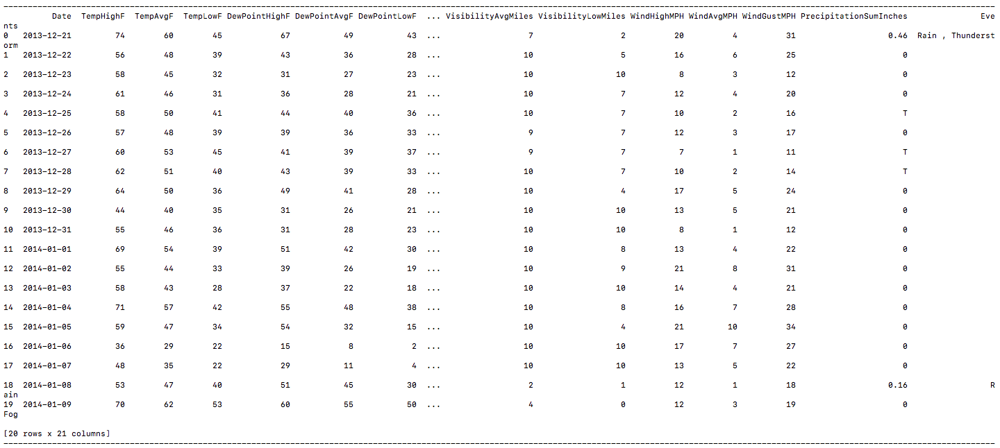 Date TempHighF TempAvgF TempLowF DewPointHighF DewPointAvgF DewPointLowF ... VisibilityAvgMiles VisibilityLowMiles WindHighMPH WindAvgMPH WindGustMPH PrecipitationSumInches Eve
nts
0 2013-12-21 74 60 45 67 49 43 ... 7 2 20 4 31 0.46 Rain , Thunderst
orm
1 2013-12-22 56 48 39 43 36 28 ... 10 5 16 6 25 0
2 2013-12-23 58 45 32 31 27 23 ... 10 10 8 3 12 0
3 2013-12-24 61 46 31 36 28 21 ... 10 7 12 4 20 0
4 2013-12-25 58 50 41 44 40 36 ... 10 7 10 2 16 T
5 2013-12-26 57 48 39 39 36 33 ... 9 7 12 3 17 0
6 2013-12-27 60 53 45 41 39 37 ... 9 7 7 1 11 T
7 2013-12-28 62 51 40 43 39 33 ... 10 7 10 2 14 T
8 2013-12-29 64 50 36 49 41 28 ... 10 4 17 5 24 0
9 2013-12-30 44 40 35 31 26 21 ... 10 10 13 5 21 0
10 2013-12-31 55 46 36 31 28 23 ... 10 10 8 1 12 0
11 2014-01-01 69 54 39 51 42 30 ... 10 8 13 4 22 0
12 2014-01-02 55 44 33 39 26 19 ... 10 9 21 8 31 0
13 2014-01-03 58 43 28 37 22 18 ... 10 10 14 4 21 0
14 2014-01-04 71 57 42 55 48 38 ... 10 8 16 7 28 0
15 2014-01-05 59 47 34 54 32 15 ... 10 4 21 10 34 0
16 2014-01-06 36 29 22 15 8 2 ... 10 10 17 7 27 0
17 2014-01-07 48 35 22 29 11 4 ... 10 10 13 5 22 0
18 2014-01-08 53 47 40 51 45 30 ... 2 1 12 1 18 0.16 R
ain
19 2014-01-09 70 62 53 60 55 50 ... 4 0 12 3 19 0
Fog
[20 rows x 21 columns]